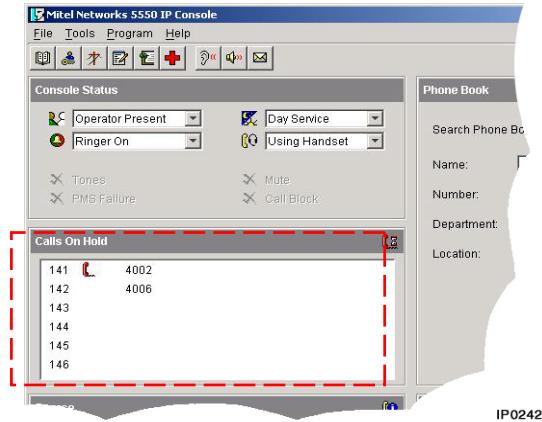 Mitel Networks 5550 IP Console
File Tools Program Help
Console Status
Operator Present
Day Service
Ringer On
Using Handset
Tones
Mute
PMS Failure
Call Block
Calls On Hold
141 4002
142 4006
143
144
145
146
Phone Book
Search Phone Bo
Name:
Number:
Department:
Location:
IP0242